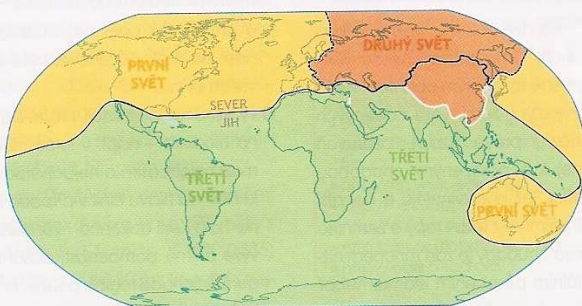 DRUHÝ SVĚT
PRVNÍ
SVĚT
SEVER
JIH
TŘETÍ
SVĚT
TŘETÍ
SVĚT
PRVNÍ SVĚT